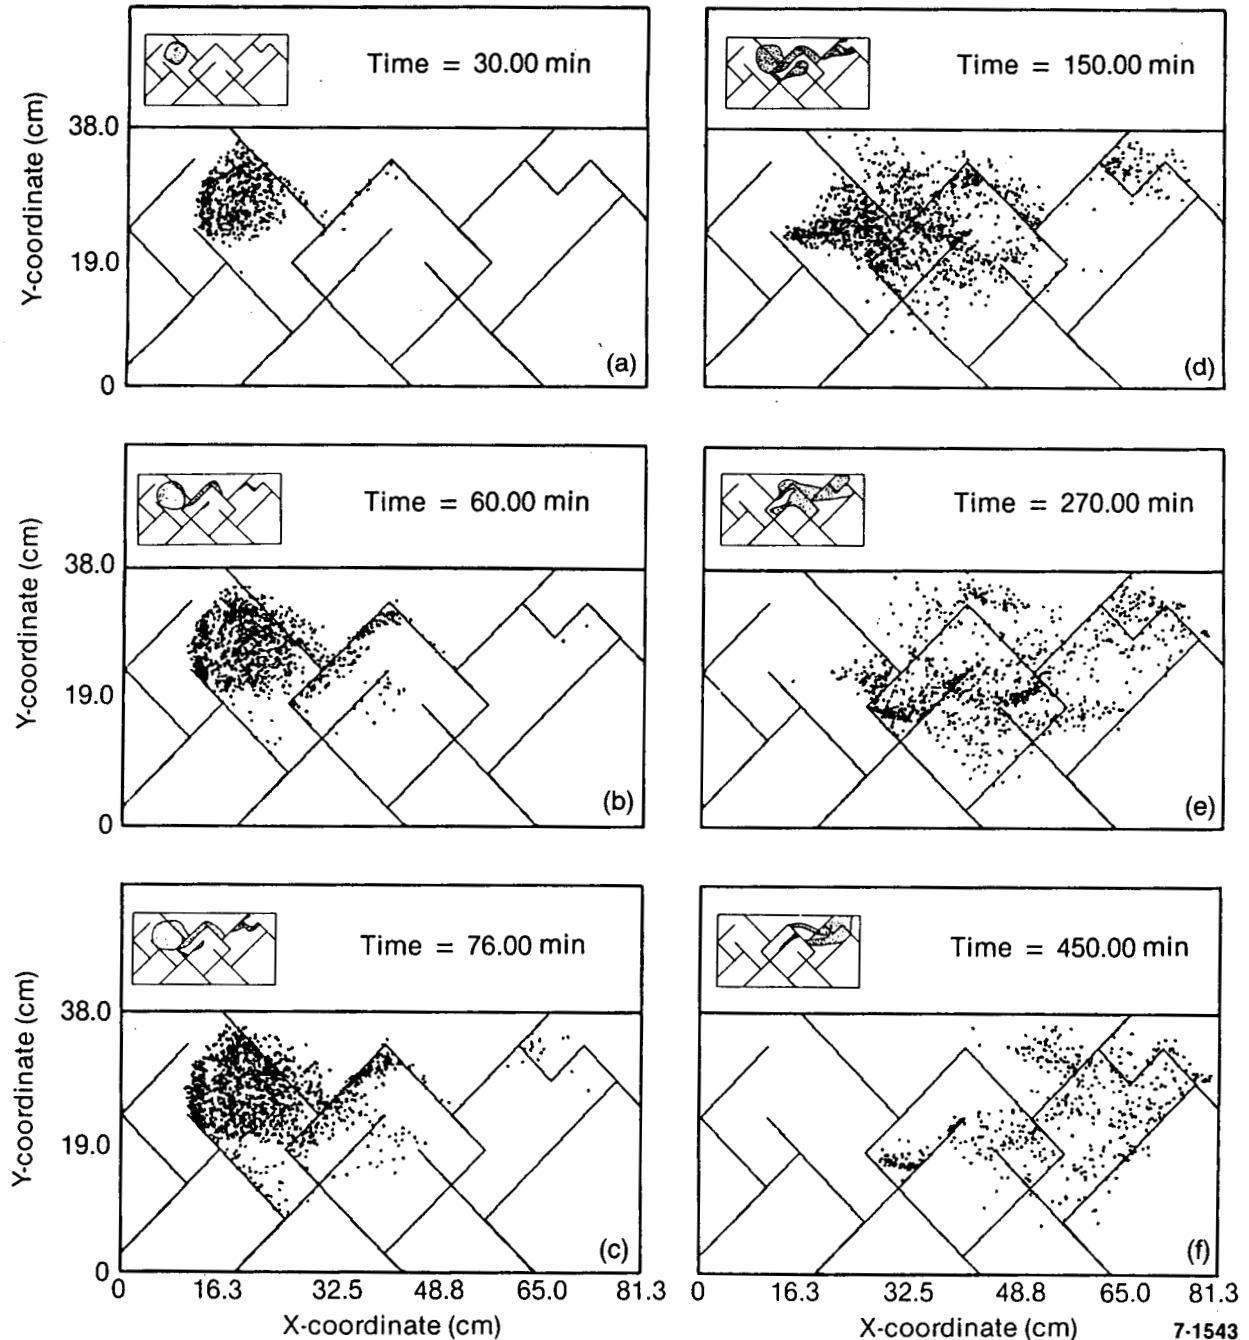 Time = 30.00 min
Y-coordinate (cm)
38.0
19.0
0
(a)
Time = 60.00 min
Y-coordinate (cm)
38.0
19.0
0
(b)
Time = 76.00 min
Y-coordinate (cm)
38.0
19.0
0
(c)
0 16.3 32.5 48.8 65.0 81.3
X-coordinate (cm)
Time = 150.00 min
(d)
Time = 270.00 min
(e)
Time = 450.00 min
(f)
0 16.3 32.5 48.8 65.0 81.3
X-coordinate (cm)
7-1543